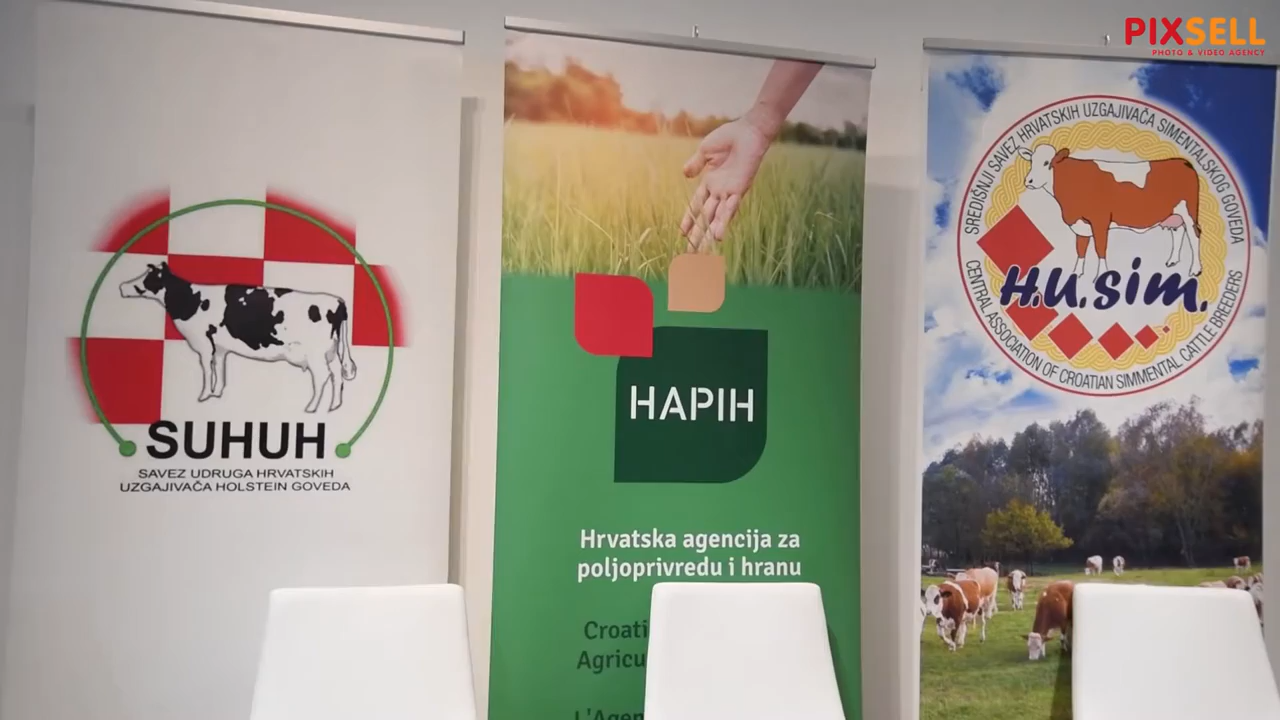 PIXSELL
PHOTO & VIDEO AGENCY
SUHUH
SAVEZ UDRUGA HRVATSKIH
UZGAJIVAČA HOLSTEIN GOVEDA
HAPIH
Hrvatska agencija za
poljoprivredu i hranu
SREDIŠNJI SAVEZ HRVATSKIH UZGAJIVAČA SIMENTALSKOG GOVEDA
H.U.sim.
CENTRAL ASSOCIATION OF CROATIAN SIMMENTAL CATTLE BREEDERS